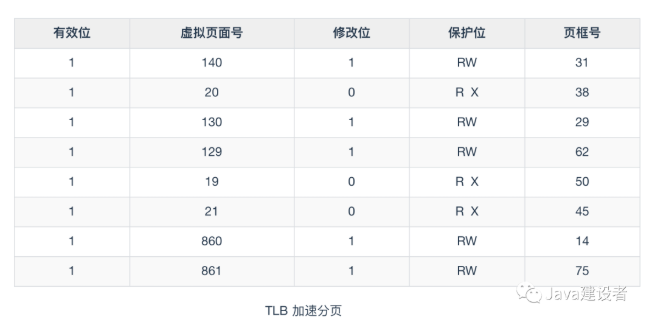 有效位 虚拟页面号 修改位 保护位 页框号
1 140 1 RW 31
1 20 0 R X 38
1 130 1 RW 29
1 129 1 RW 62
1 19 0 R X 50
1 21 0 R X 45
1 860 1 RW 14
1 861 1 RW 75
Java建设者
TLB 加速分页